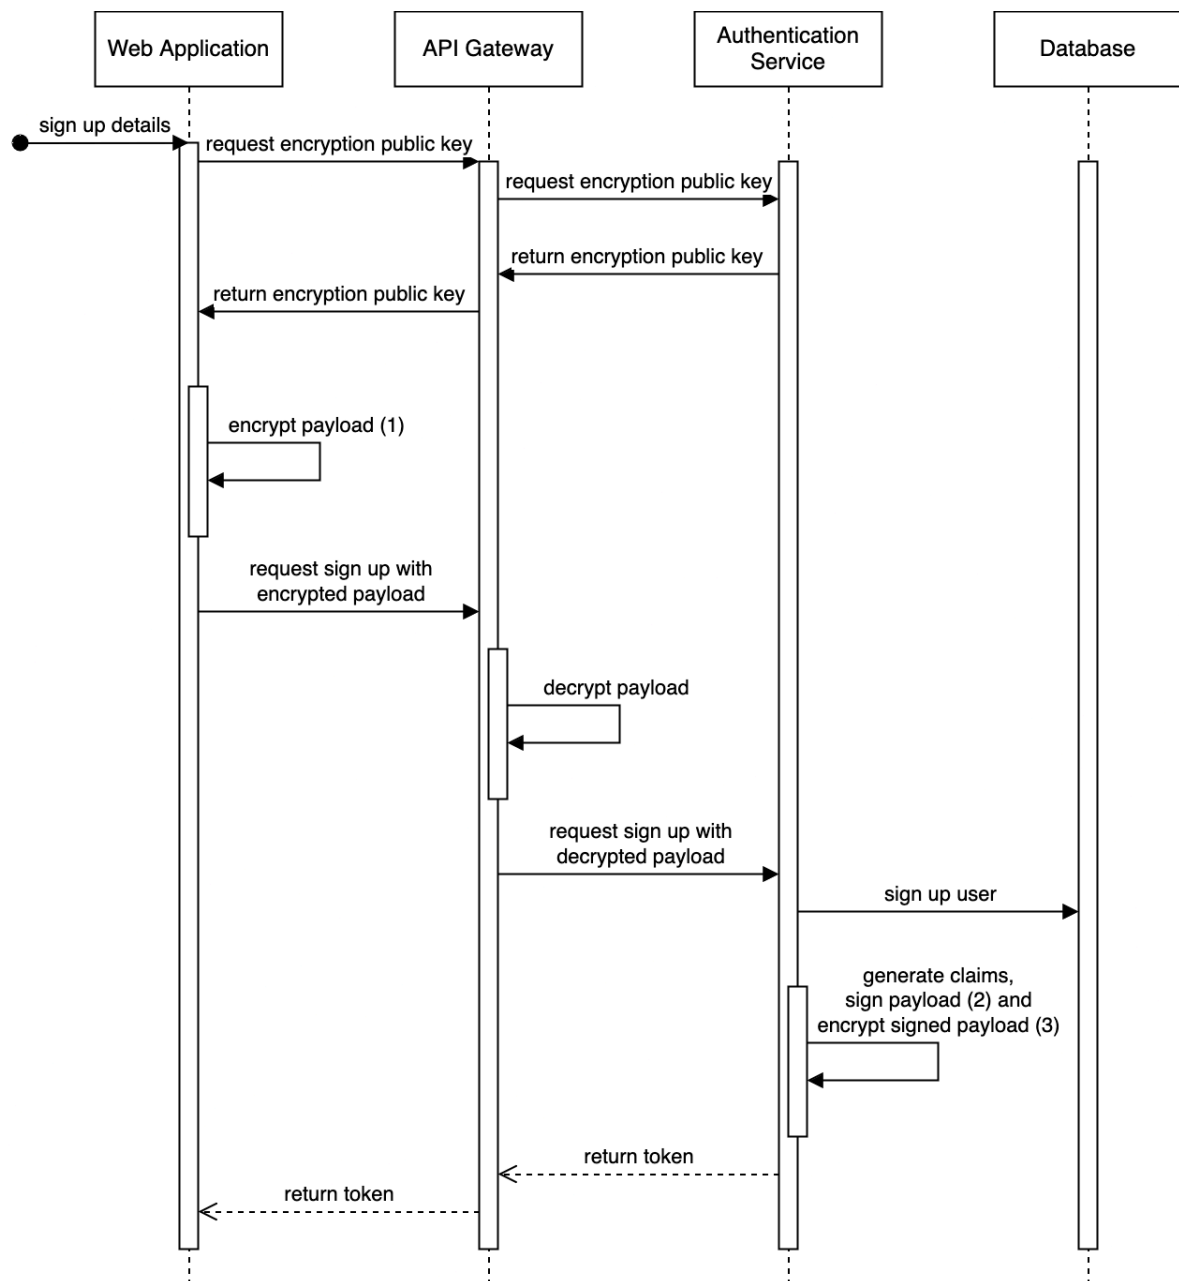 Web Application
API Gateway
Authentication
Service
Database
sign up details
request encryption public key
request encryption public key
return encryption public key
return encryption public key
encrypt payload (1)
request sign up with
encrypted payload
decrypt payload
request sign up with
decrypted payload
sign up user
generate claims,
sign payload (2) and
encrypt signed payload (3)
return token
return token